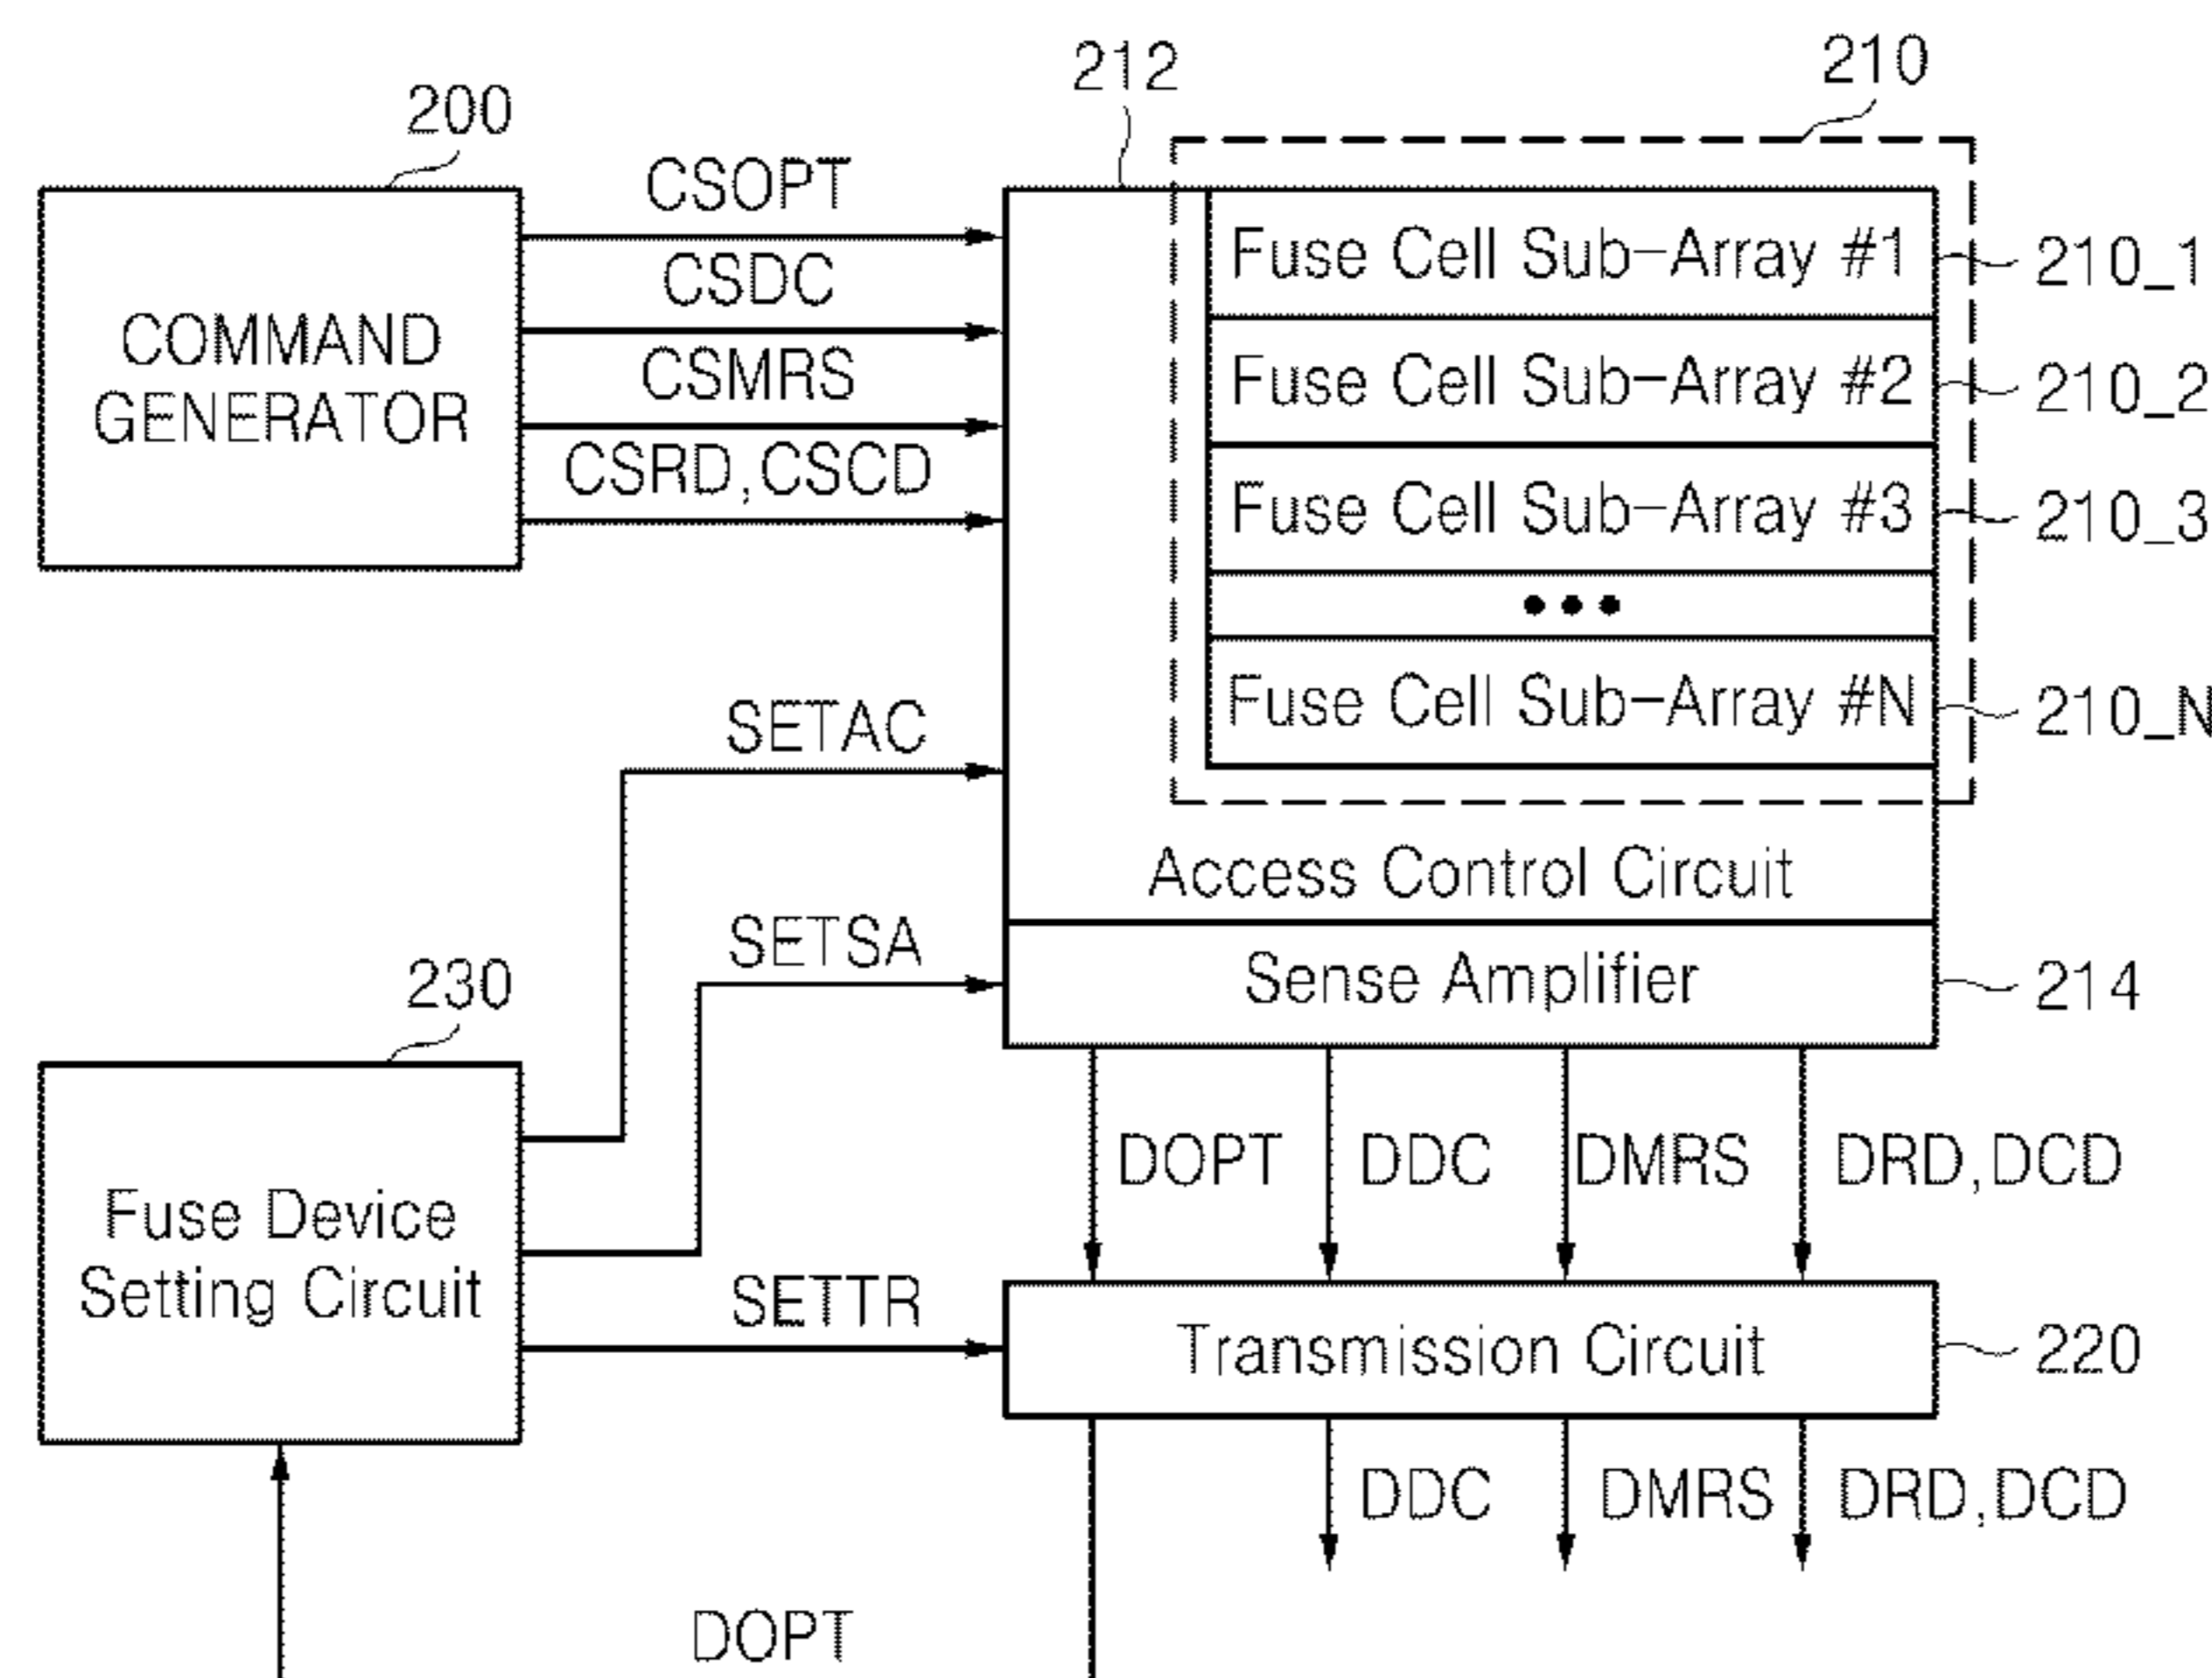 212
210
200
CSOPT
CSDC
CSMRS
CSRD,CSCD
COMMAND
GENERATOR
Fuse Cell Sub-Array #1
210_1
Fuse Cell Sub-Array #2
210_2
Fuse Cell Sub-Array #3
210_3
•••
Fuse Cell Sub-Array #N
210_N
SETAC
Access Control Circuit
SETSA
Sense Amplifier
214
230
Fuse Device
Setting Circuit
DOPT
DDC
DMRS
DRD,DCD
SETTR
Transmission Circuit
220
DDC
DMRS
DRD,DCD
DOPT